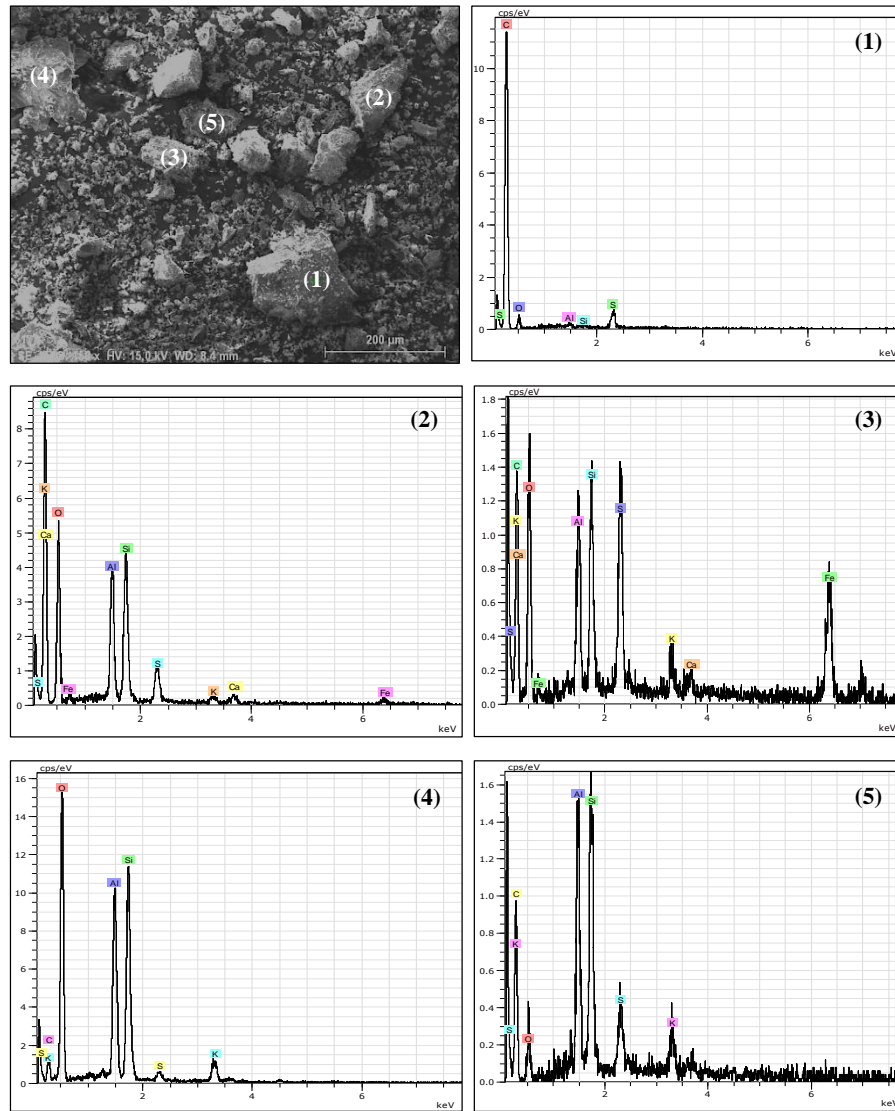 (4)
(2)
(5)
(3)
(1)
200 µm
HV: 15,0 kV WD: 8.4 mm
cps/eV
(1)
C
10
8
6
4
2
0
S O Al Si S
2 4 6
keV
cps/eV
(2)
C
8
7
6
5
4
3
2
1
0
K
O
Ca
Al
Si
S
Fe
S
K
Ca
Fe
2 4 6
keV
cps/eV
(3)
1.8
1.6
1.4
1.2
1.0
0.8
0.6
0.4
0.2
0.0
C
O
Si
K
Al
S
Ca
Fe
S
K
Ca
Fe
2 4 6
keV
cps/eV
(4)
16
14
12
10
8
6
4
2
0
O
Al
Si
C
S
K
S
K
2 4 6
keV
cps/eV
(5)
1.6
1.4
1.2
1.0
0.8
0.6
0.4
0.2
0.0
Al
Si
C
K
S
O
S
K
2 4 6
keV